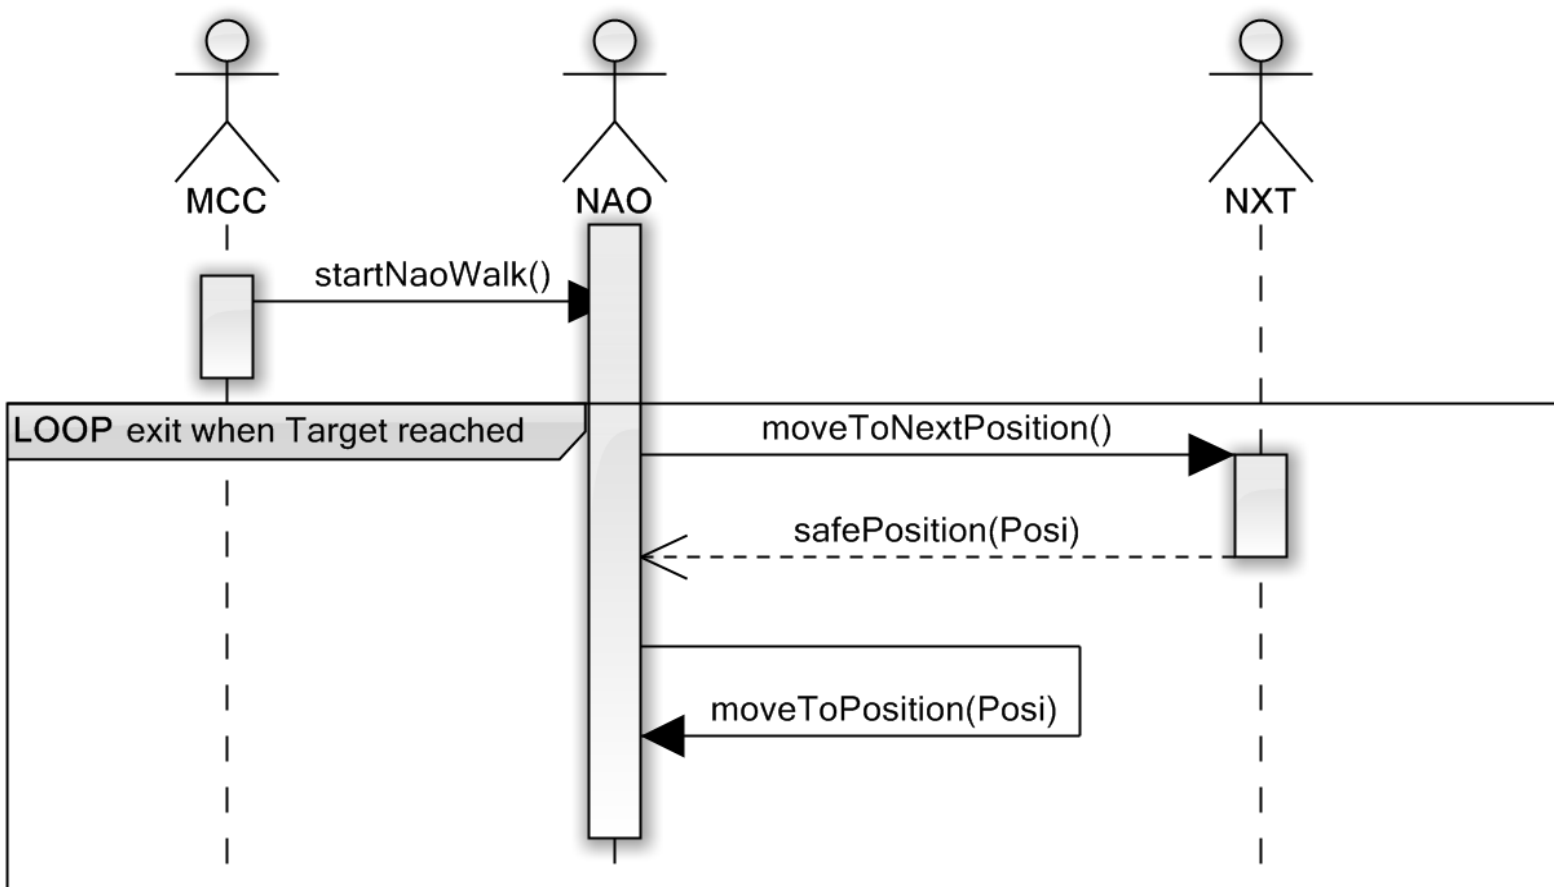 MCC
NAO
NXT
startNaoWalk()
LOOP exit when Target reached
moveToNextPosition()
safePosition(Posi)
moveToPosition(Posi)